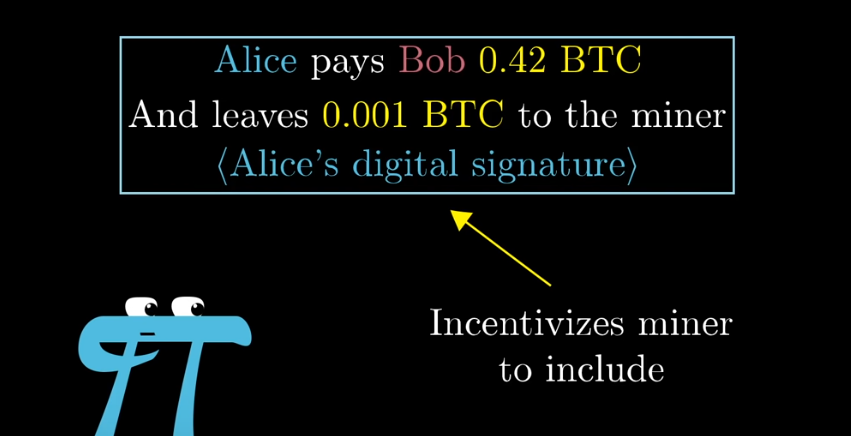 Alice pays Bob 0.42 BTC
And leaves 0.001 BTC to the miner
⟨Alice's digital signature⟩
Incentivizes miner
to include